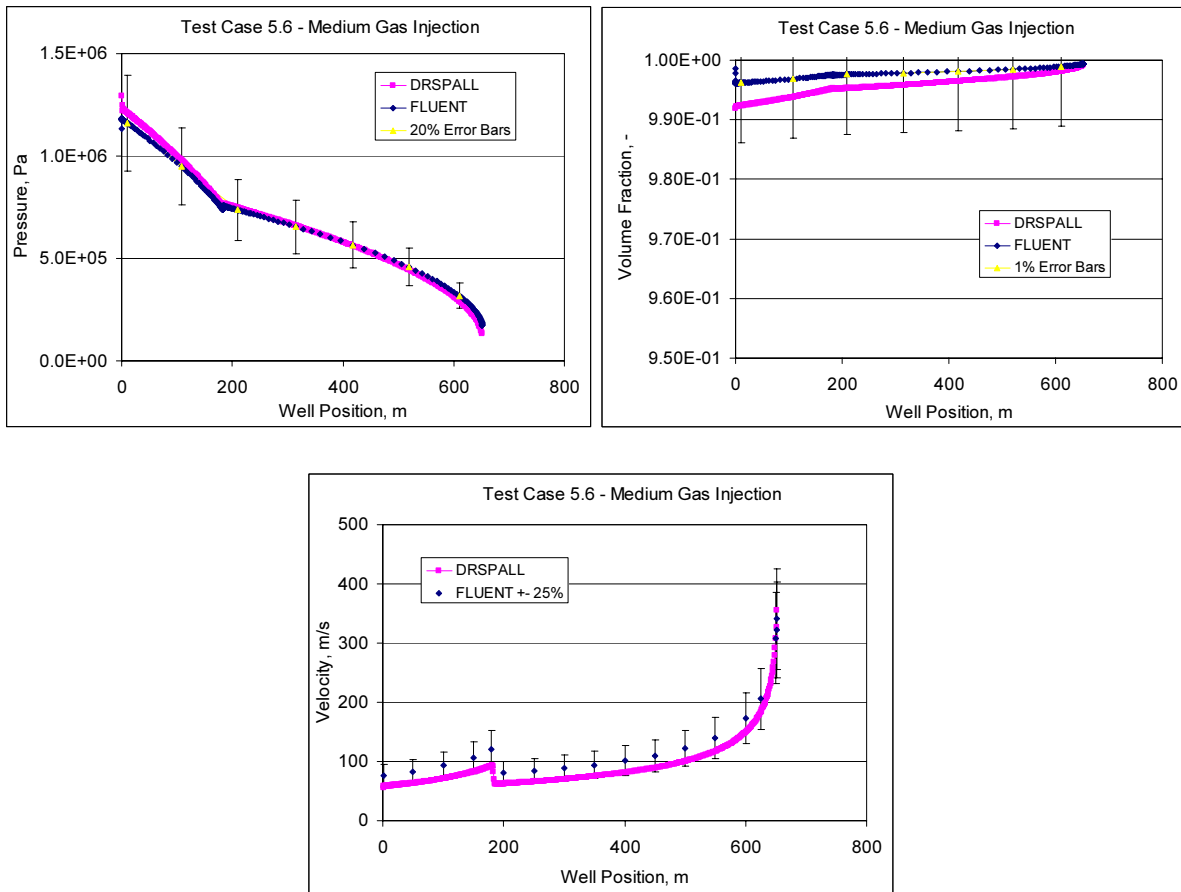 Test Case 5.6 - Medium Gas Injection
1.5E+06
1.0E+06
5.0E+05
0.0E+00
Pressure, Pa
DRSPALL
FLUENT
20% Error Bars
0 200 400 600 800
Well Position, m
Test Case 5.6 - Medium Gas Injection
1.00E+00
9.90E-01
9.80E-01
9.70E-01
9.60E-01
9.50E-01
Volume Fraction, -
DRSPALL
FLUENT
1% Error Bars
0 200 400 600 800
Well Position, m
Test Case 5.6 - Medium Gas Injection
500
400
300
200
100
0
Velocity, m/s
DRSPALL
FLUENT +- 25%
0 200 400 600 800
Well Position, m